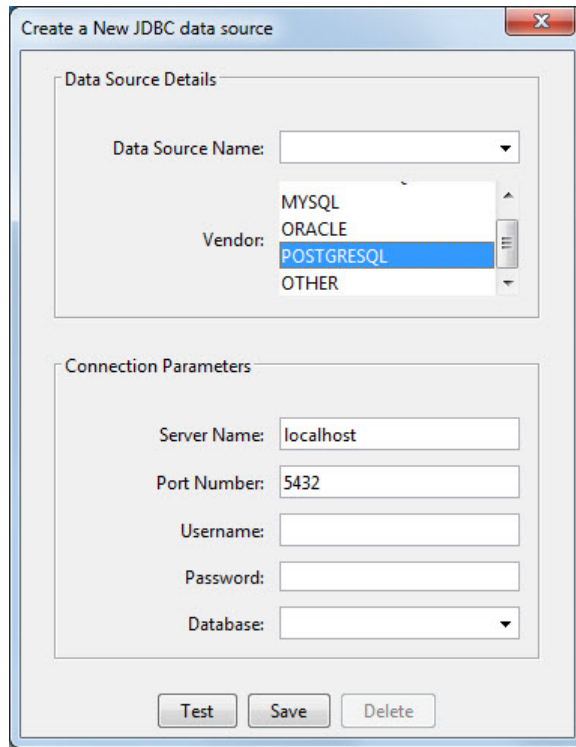 Create a New JDBC data source
Data Source Details
Data Source Name:
Vendor:
MYSQL
ORACLE
POSTGRESQL
OTHER
Connection Parameters
Server Name: localhost
Port Number: 5432
Username:
Password:
Database:
Test Save Delete